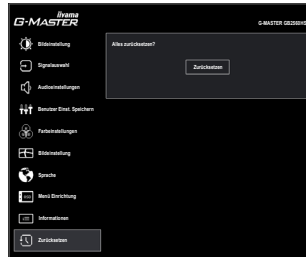 iiyama
G-MASTER
G-MASTER GB2560HS
Bildeinstellung
Alles zurücksetzen?
Signalauswahl
Zurücksetzen
Audioeinstellungen
Benutzer Einst. Speichern
Farbeinstellungen
Bildeinstellung
Sprache
Menü Einrichtung
Informationen
Zurücksetzen